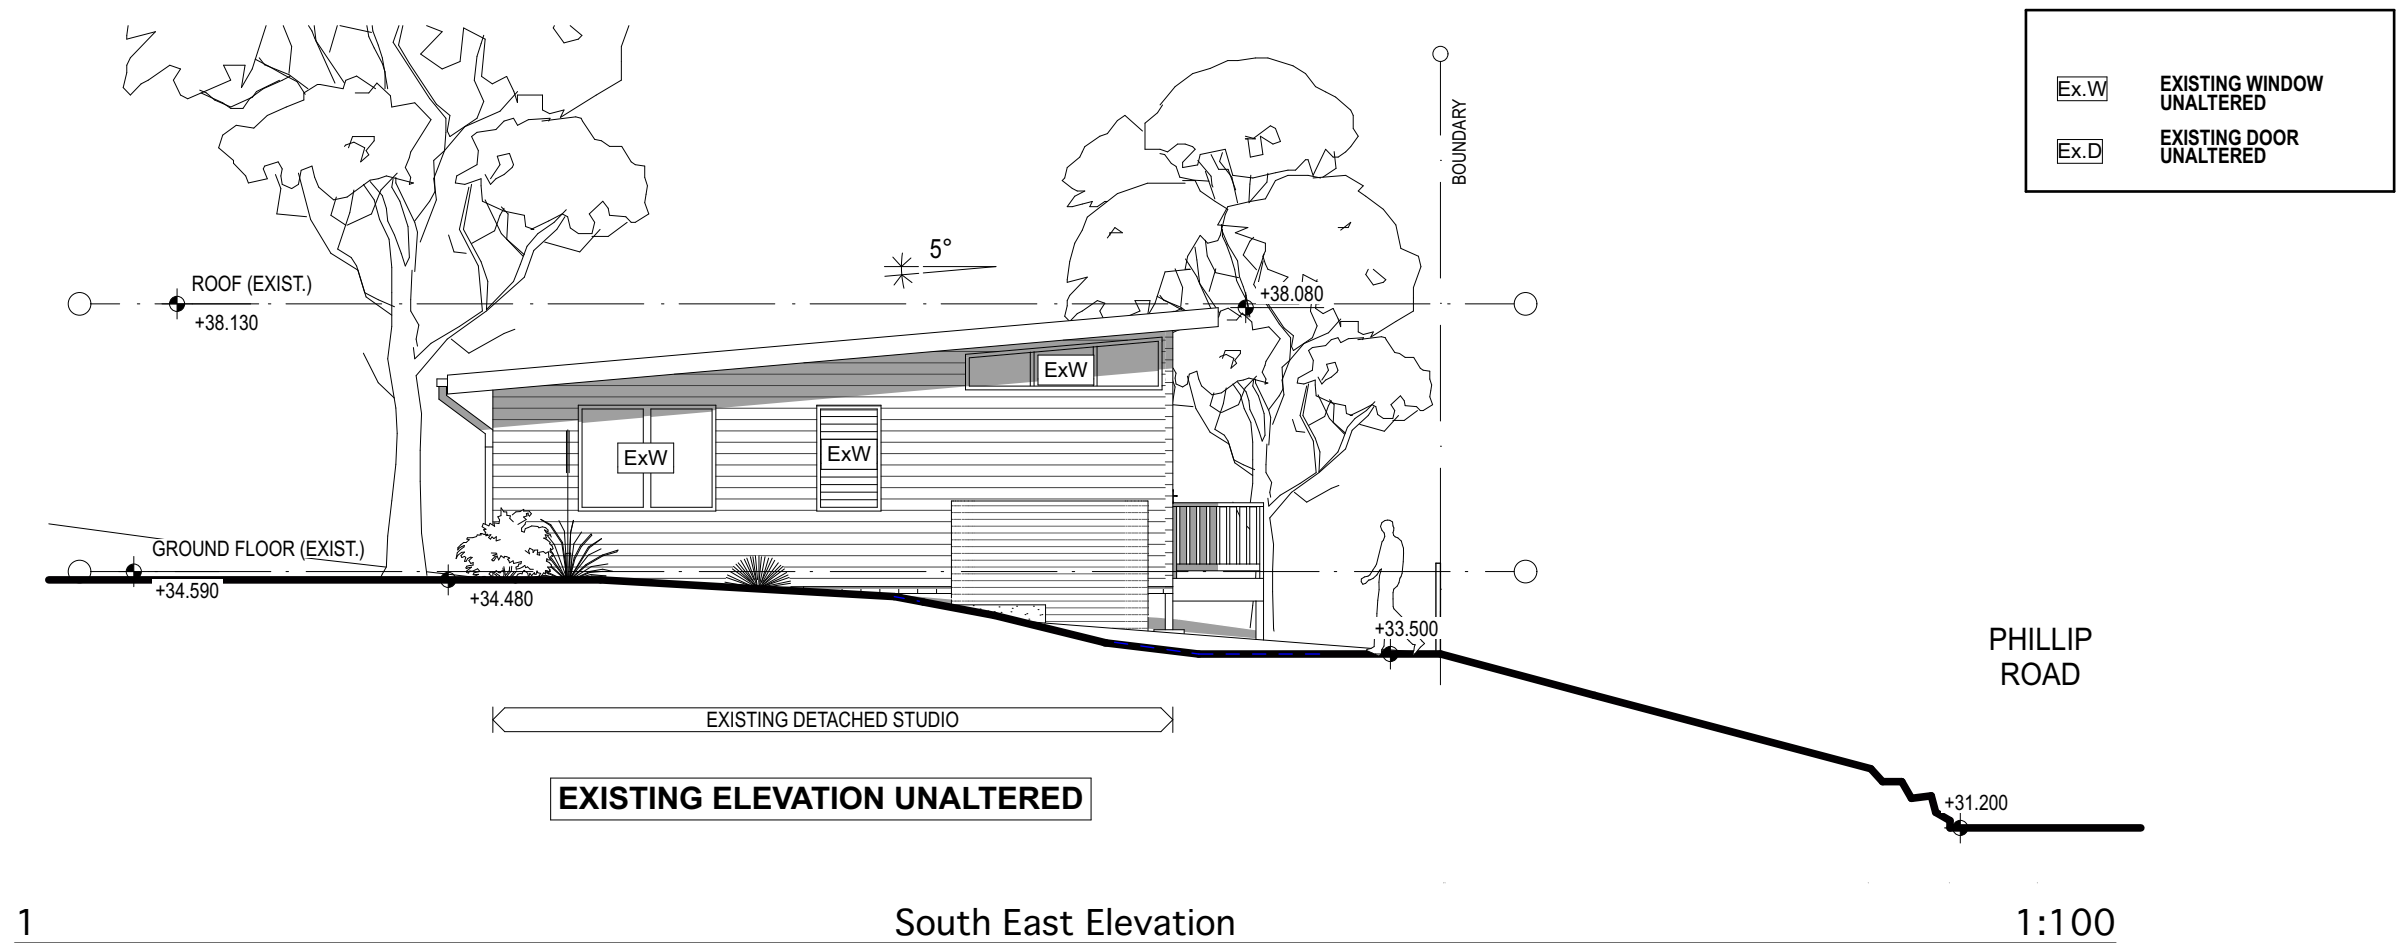 Ex.W
EXISTING WINDOW
UNALTERED
Ex.D
EXISTING DOOR
UNALTERED
BOUNDARY
5°
ROOF (EXIST.)
+38.130
+38.080
ExW
ExW
ExW
GROUND FLOOR (EXIST.)
+34.590
+34.480
+33.500
PHILLIP
ROAD
EXISTING DETACHED STUDIO
EXISTING ELEVATION UNALTERED
+31.200
1
South East Elevation
1:100